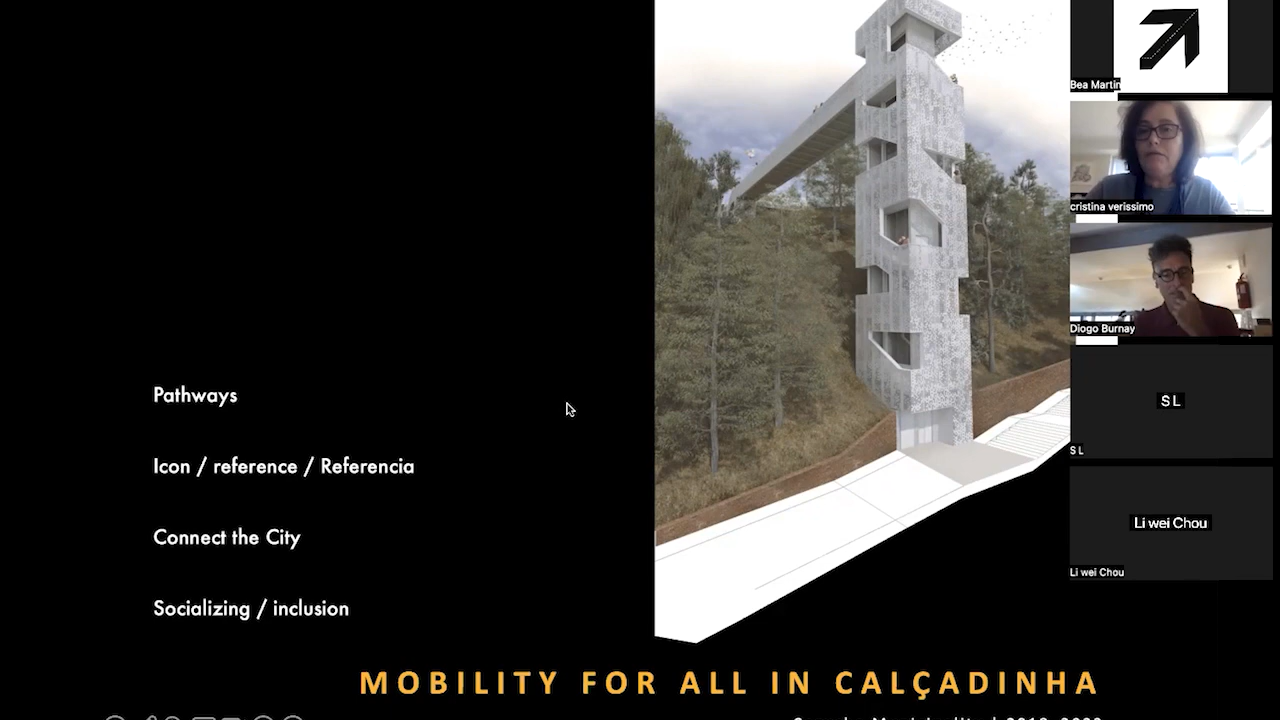 Pathways
Icon / reference / Referencia
Connect the City
Socializing / inclusion
MOBILITY FOR ALL IN CALÇADINHA
Bea Martin
cristina verissimo
Diogo Burnay
S L
S L
Li wei Chou
Li wei Chou